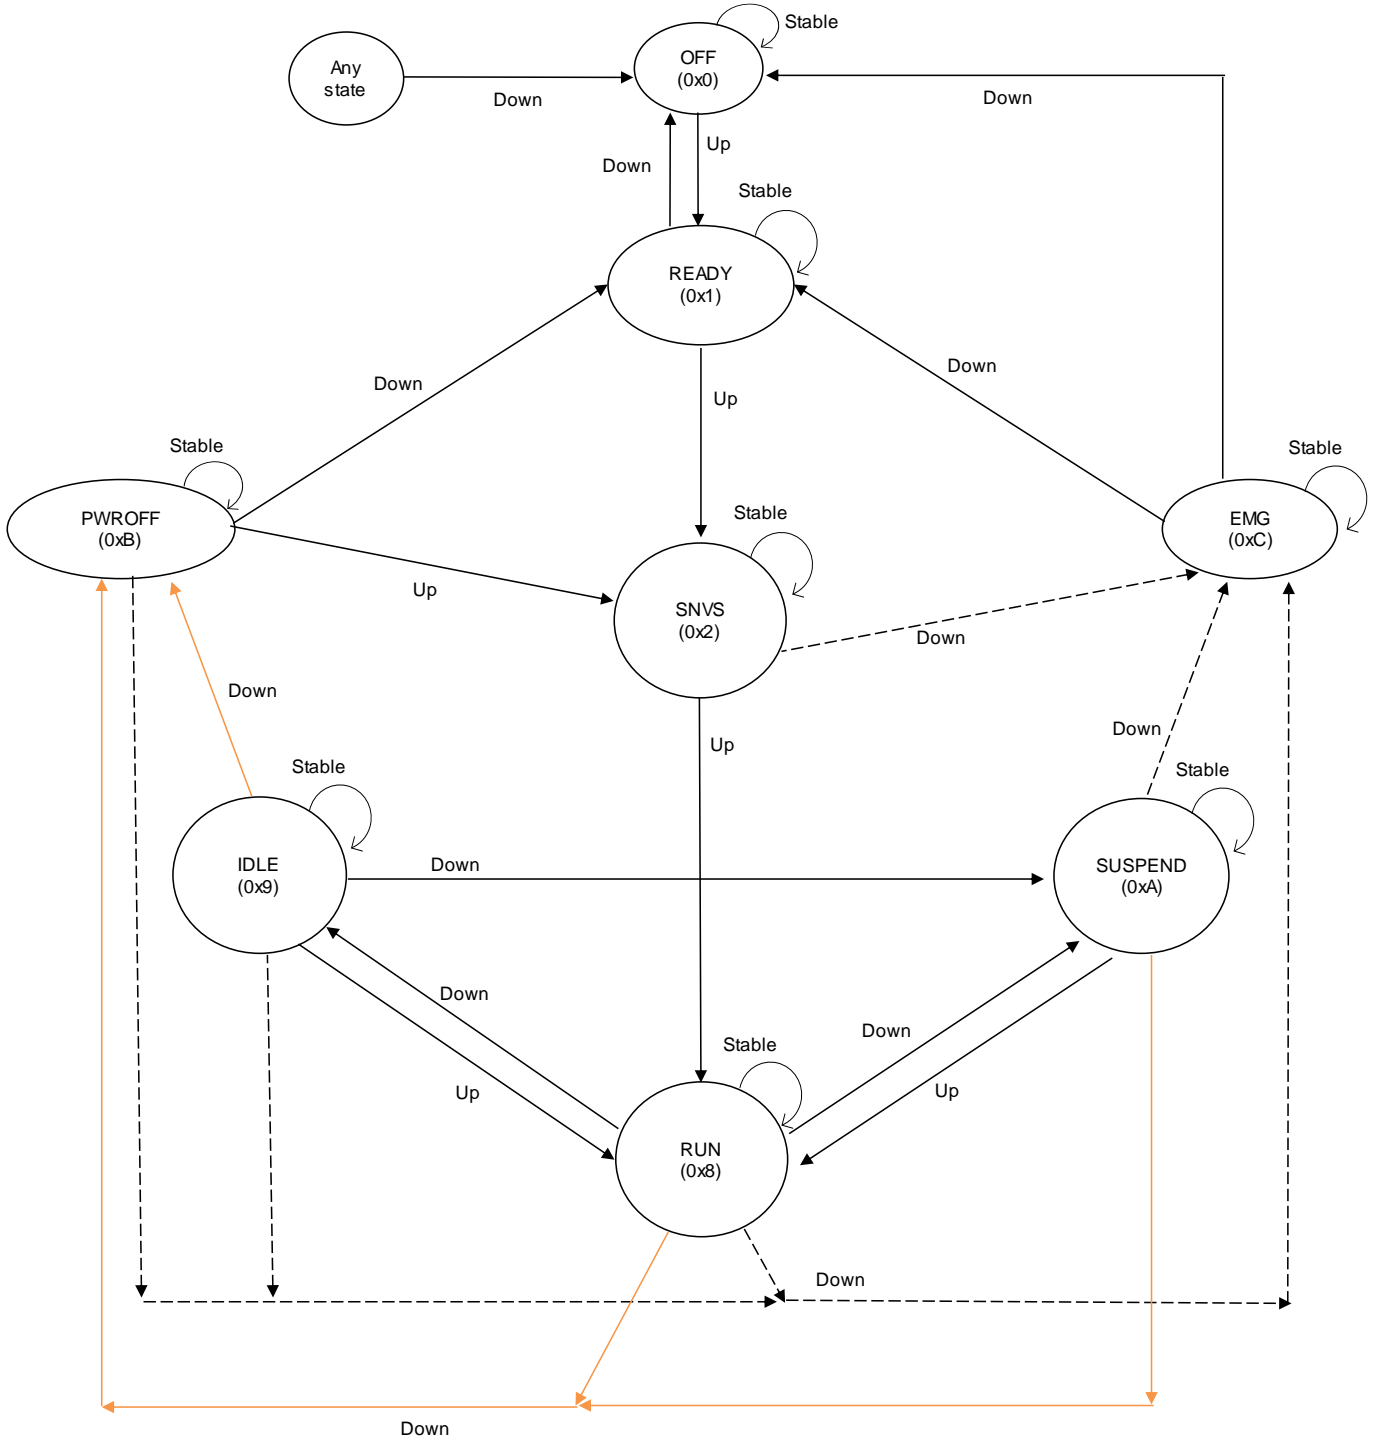 Stable
OFF
(0x0)
Any
state
Down
Down
Up
Down
Stable
READY
(0x1)
Down
Down
Up
Stable
Stable
PWROFF
(0xB)
Stable
EMG
(0xC)
Up
SNVS
(0x2)
Down
Down
Down
Up
Stable
Stable
IDLE
(0x9)
Down
SUSPEND
(0xA)
Down
Down
Stable
Up
Up
RUN
(0x8)
Down
Down